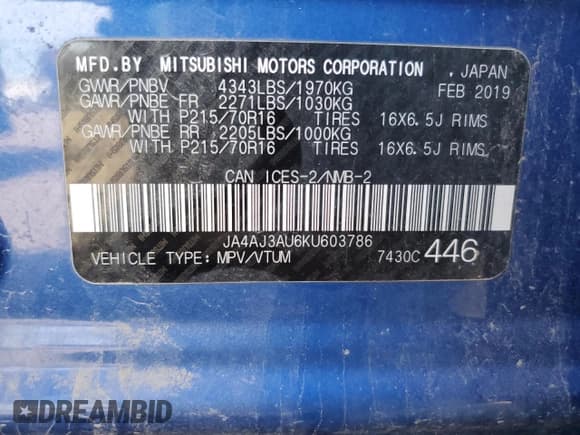 MFD.BY MITSUBISHI MOTORS CORPORATION , JAPAN
GVWR/PNBV 4343LBS/1970KG FEB 2019
GAWR/PNBE FR 2271LBS/1030KG
WITH P215/70R16 TIRES 16X6.5J RIMS
GAWR/PNBE RR 2205LBS/1000KG
WITH P215/70R16 TIRES 16X6.5J RIMS
CAN ICES-2/NMB-2
JA4AJ3AU6KU603786
VEHICLE TYPE: MPV/VTUM 7430C 446
DREAMBID